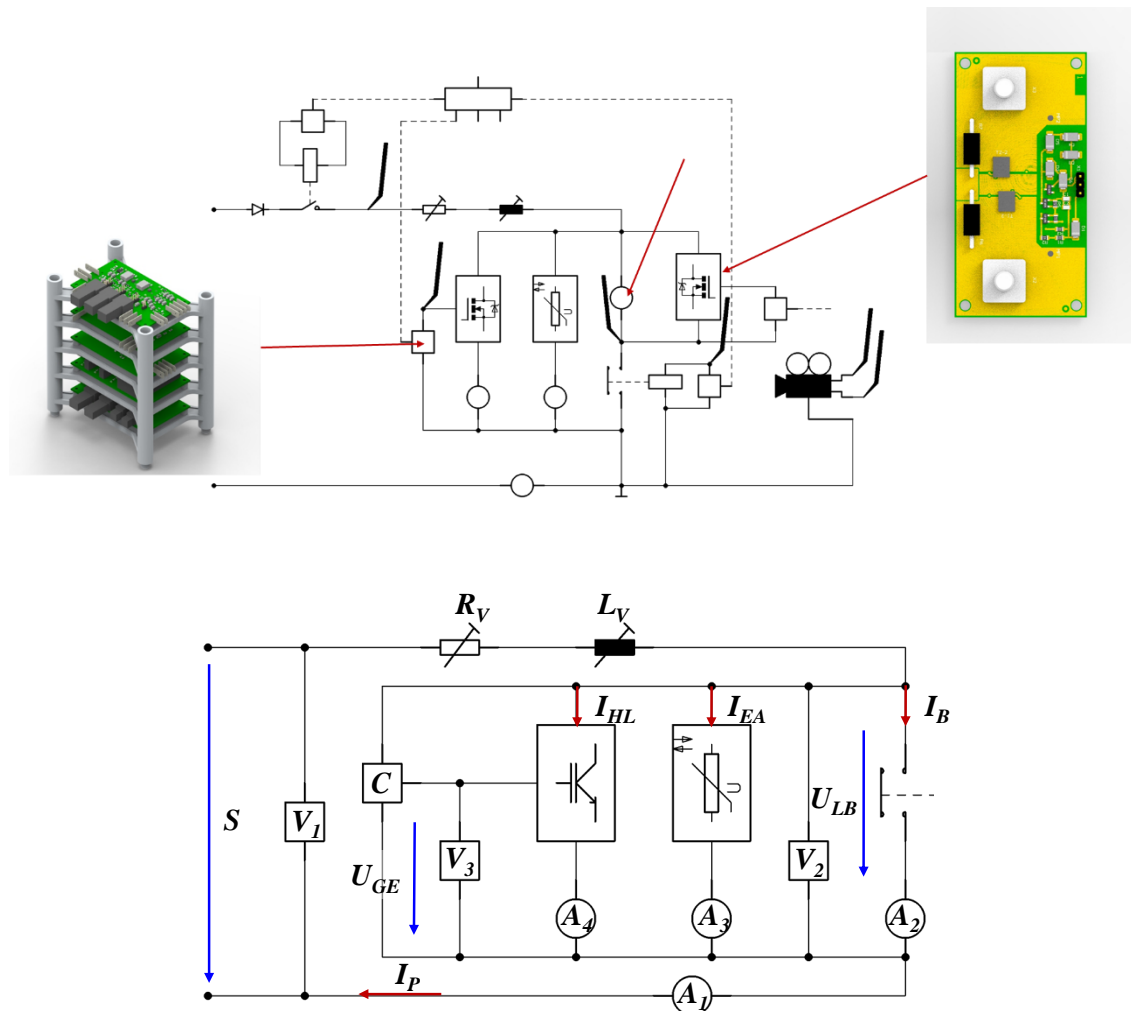 U
R_V L_V
I_HL I_EA I_B
C
U
S V_1 U_LB
V_3 V_2
U_GE
A_4 A_3 A_2
I_P
A_1